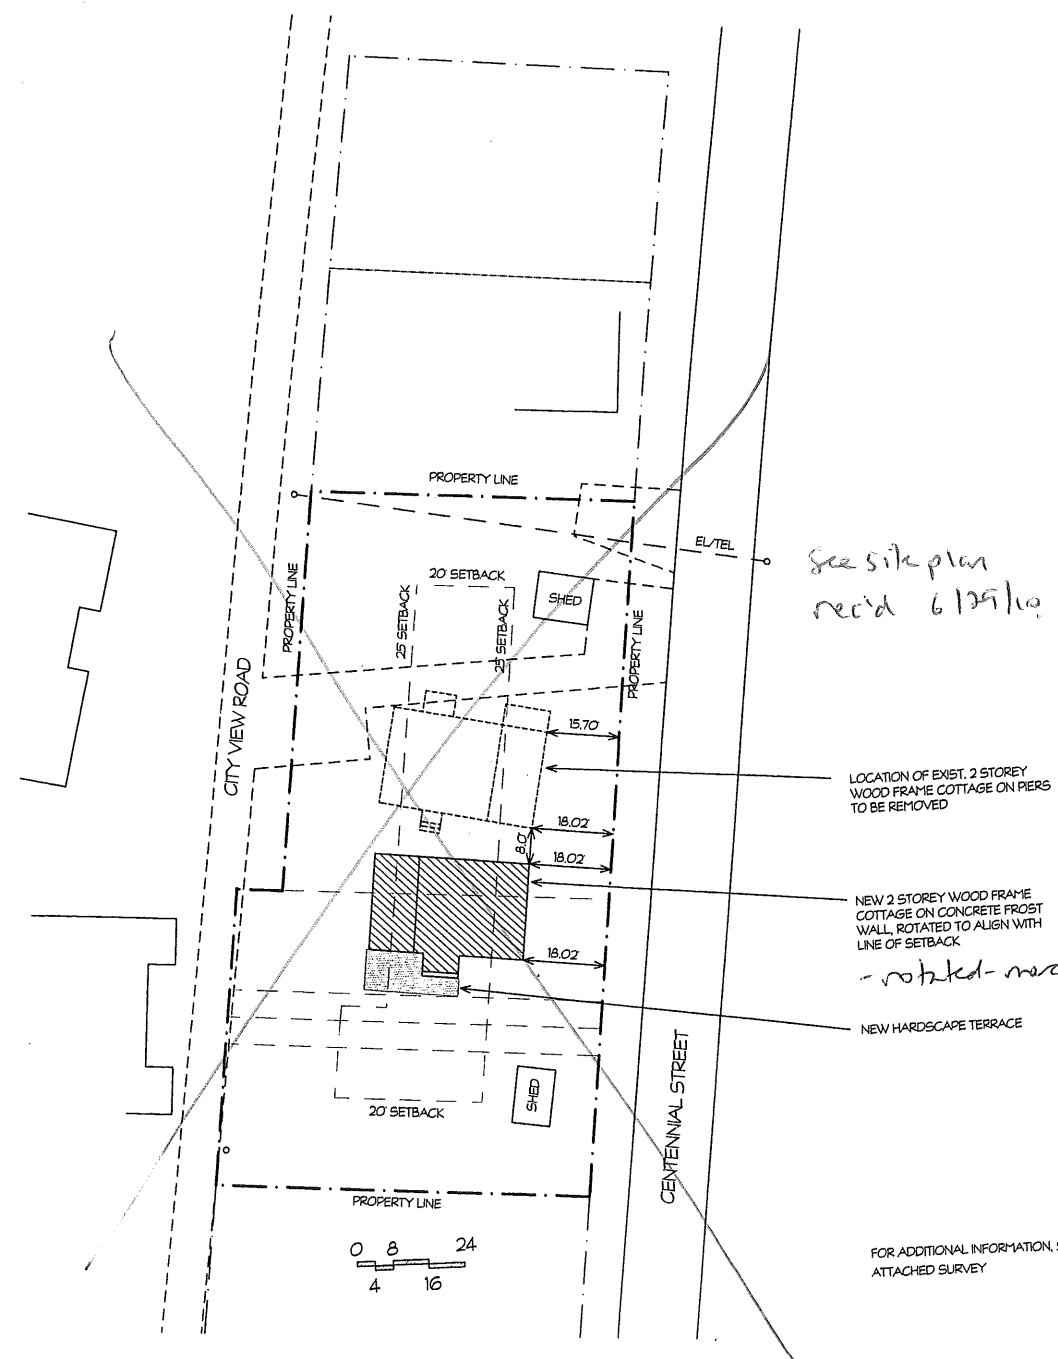 PROPERTY LINE
EL/TEL
See site plan
rec'd 6/29/10
20' SETBACK
SHED
PROPERTY LINE
25' SETBACK
25' SETBACK
PROPERTY LINE
CITY VIEW ROAD
15.70'
LOCATION OF EXIST. 2 STOREY
WOOD FRAME COTTAGE ON PIERS
TO BE REMOVED
18.02'
8.0'
18.02'
NEW 2 STOREY WOOD FRAME
COTTAGE ON CONCRETE FROST
WALL, ROTATED TO ALIGN WITH
LINE OF SETBACK
18.02'
- rotated -
NEW HARDSCAPE TERRACE
CENTENNIAL STREET
SHED
20' SETBACK
PROPERTY LINE
0 8 24
4 16
FOR ADDITIONAL INFORMATION,
ATTACHED SURVEY